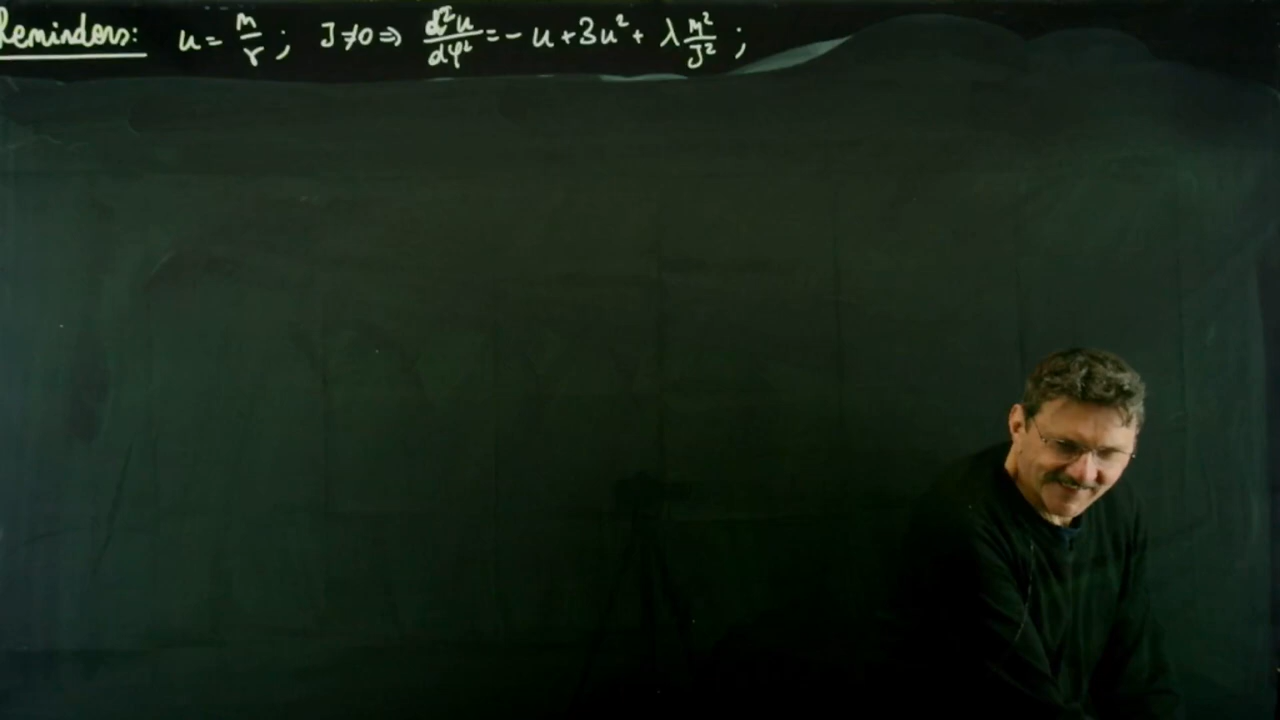 Reminders: u = m/r ; J ≠ 0 ⇒ d²u/dφ² = - u + 3u² + λ m²/J² ;